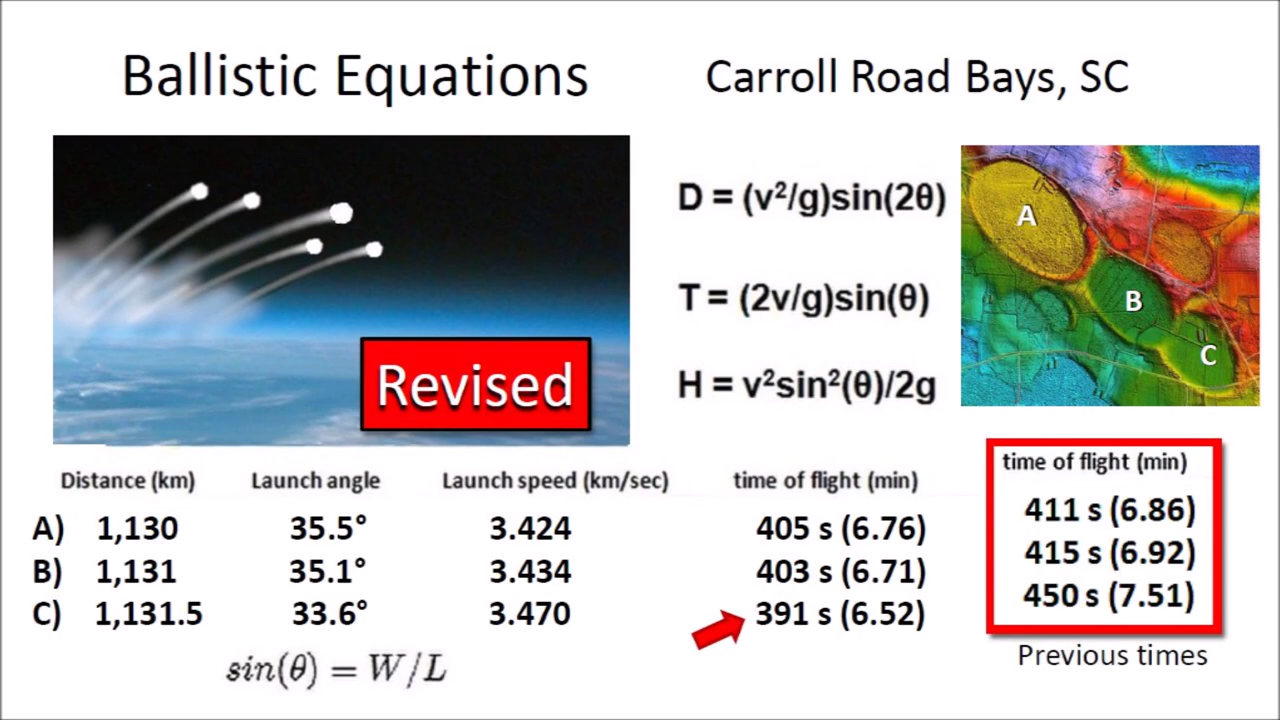 Ballistic Equations
Carroll Road Bays, SC
D = (v²/g)sin(2θ)
T = (2v/g)sin(θ)
H = v²sin²(θ)/2g
A
B
C
Revised
Distance (km) Launch angle Launch speed (km/sec) time of flight (min)
A) 1,130 35.5° 3.424 405 s (6.76)
B) 1,131 35.1° 3.434 403 s (6.71)
C) 1,131.5 33.6° 3.470 391 s (6.52)
sin(θ) = W/L
time of flight (min)
411 s (6.86)
415 s (6.92)
450 s (7.51)
Previous times